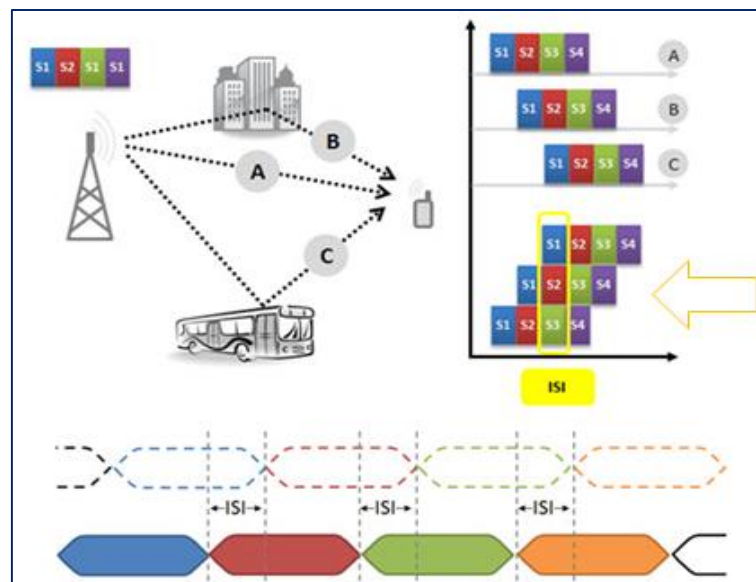 S1 S2 S1 S1
B
A
C
S1 S2 S3 S4 A
S1 S2 S3 S4 B
S1 S2 S3 S4 C
S1 S2 S3 S4
S1 S2 S3 S4
S1 S2 S3 S4
ISI
ISI ISI ISI